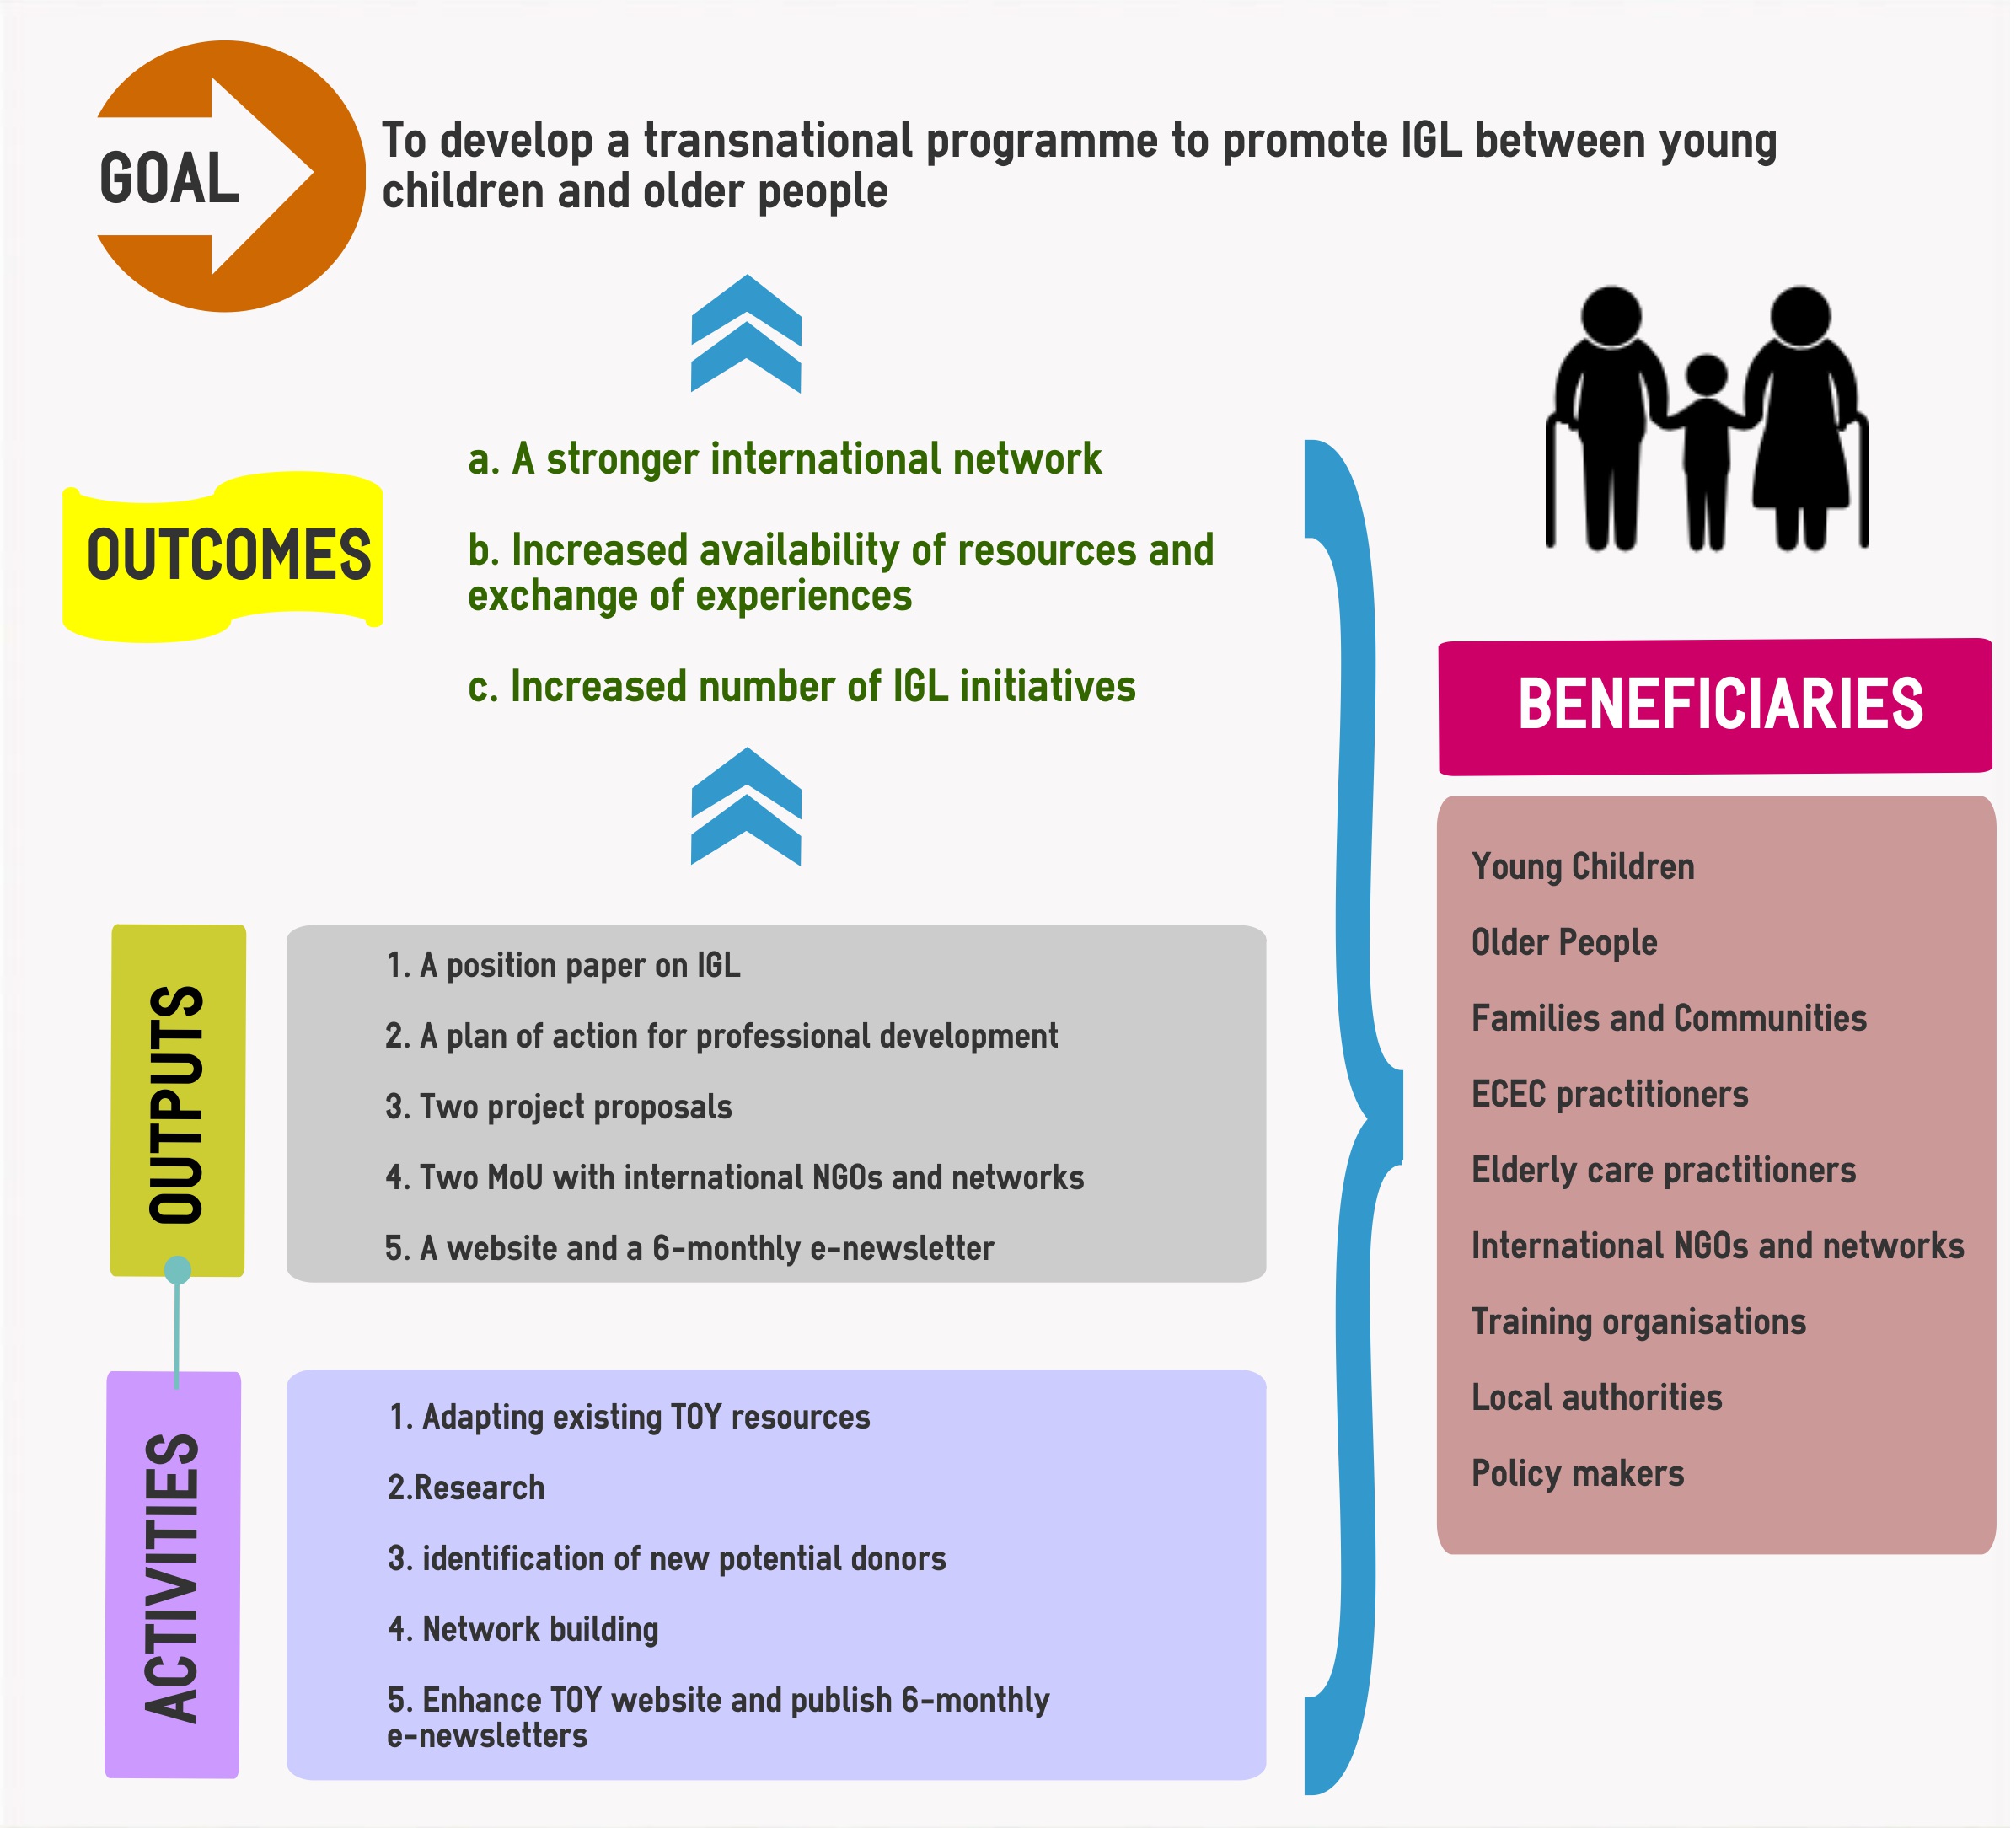 GOAL
To develop a transnational programme to promote IGL between young
children and older people
OUTCOMES
a. A stronger international network
b. Increased availability of resources and
exchange of experiences
c. Increased number of IGL initiatives
OUTPUTS
1. A position paper on IGL
2. A plan of action for professional development
3. Two project proposals
4. Two MoU with international NGOs and networks
5. A website and a 6-monthly e-newsletter
ACTIVITIES
1. Adapting existing TOY resources
2.Research
3. identification of new potential donors
4. Network building
5. Enhance TOY website and publish 6-monthly
e-newsletters
BENEFICIARIES
Young Children
Older People
Families and Communities
ECEC practitioners
Elderly care practitioners
International NGOs and networks
Training organisations
Local authorities
Policy makers